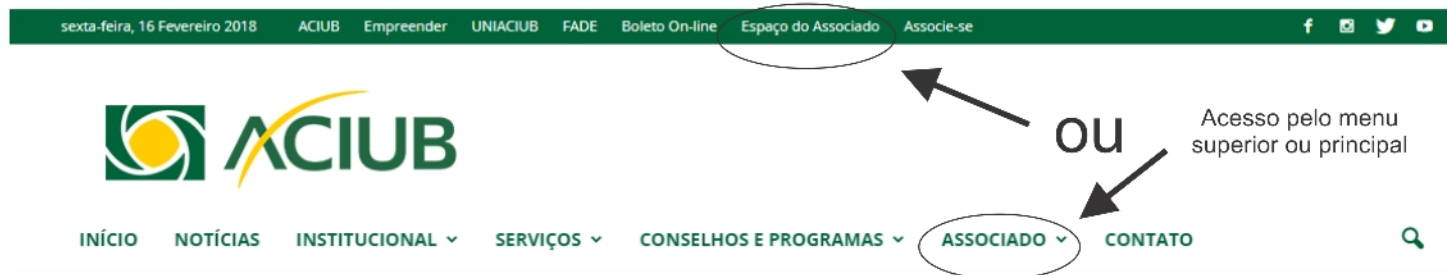 sexta-feira, 16 Fevereiro 2018 ACIUB Empreender UNIACIUB FADE Boleto On-line Espaço do Associado Associe-se
ACIUB
ou
Acesso pelo menu
superior ou principal
INÍCIO NOTÍCIAS INSTITUCIONAL SERVIÇOS CONSELHOS E PROGRAMAS ASSOCIADO CONTATO